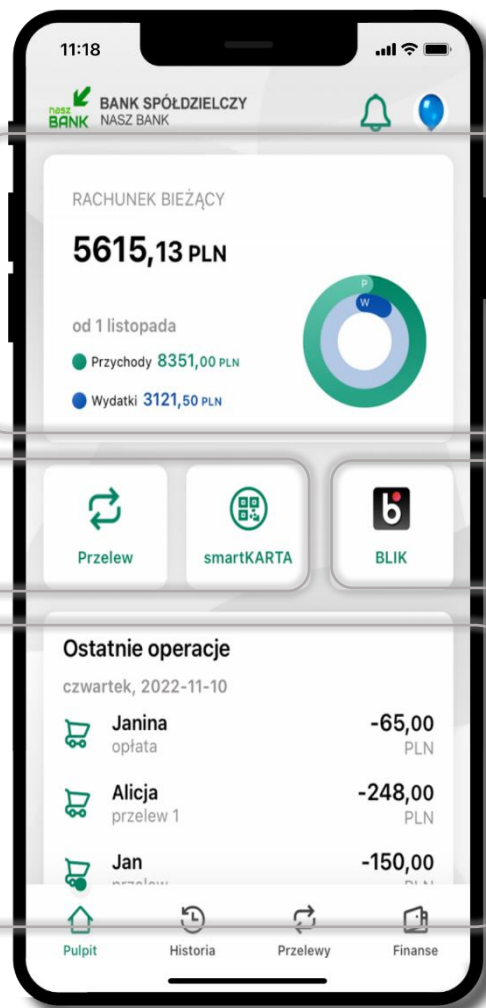 11:18
nasz BANK
BANK SPÓŁDZIELCZY
NASZ BANK
RACHUNEK BIEŻĄCY
5615,13 PLN
P
W
od 1 listopada
Przychody 8351,00 PLN
Wydatki 3121,50 PLN
Przelew
smartKARTA
BLIK
Ostatnie operacje
czwartek, 2022-11-10
Janina -65,00
opłata PLN
Alicja -248,00
przelew 1 PLN
Jan -150,00
przelew PLN
Pulpit Historia Przelewy Finanse